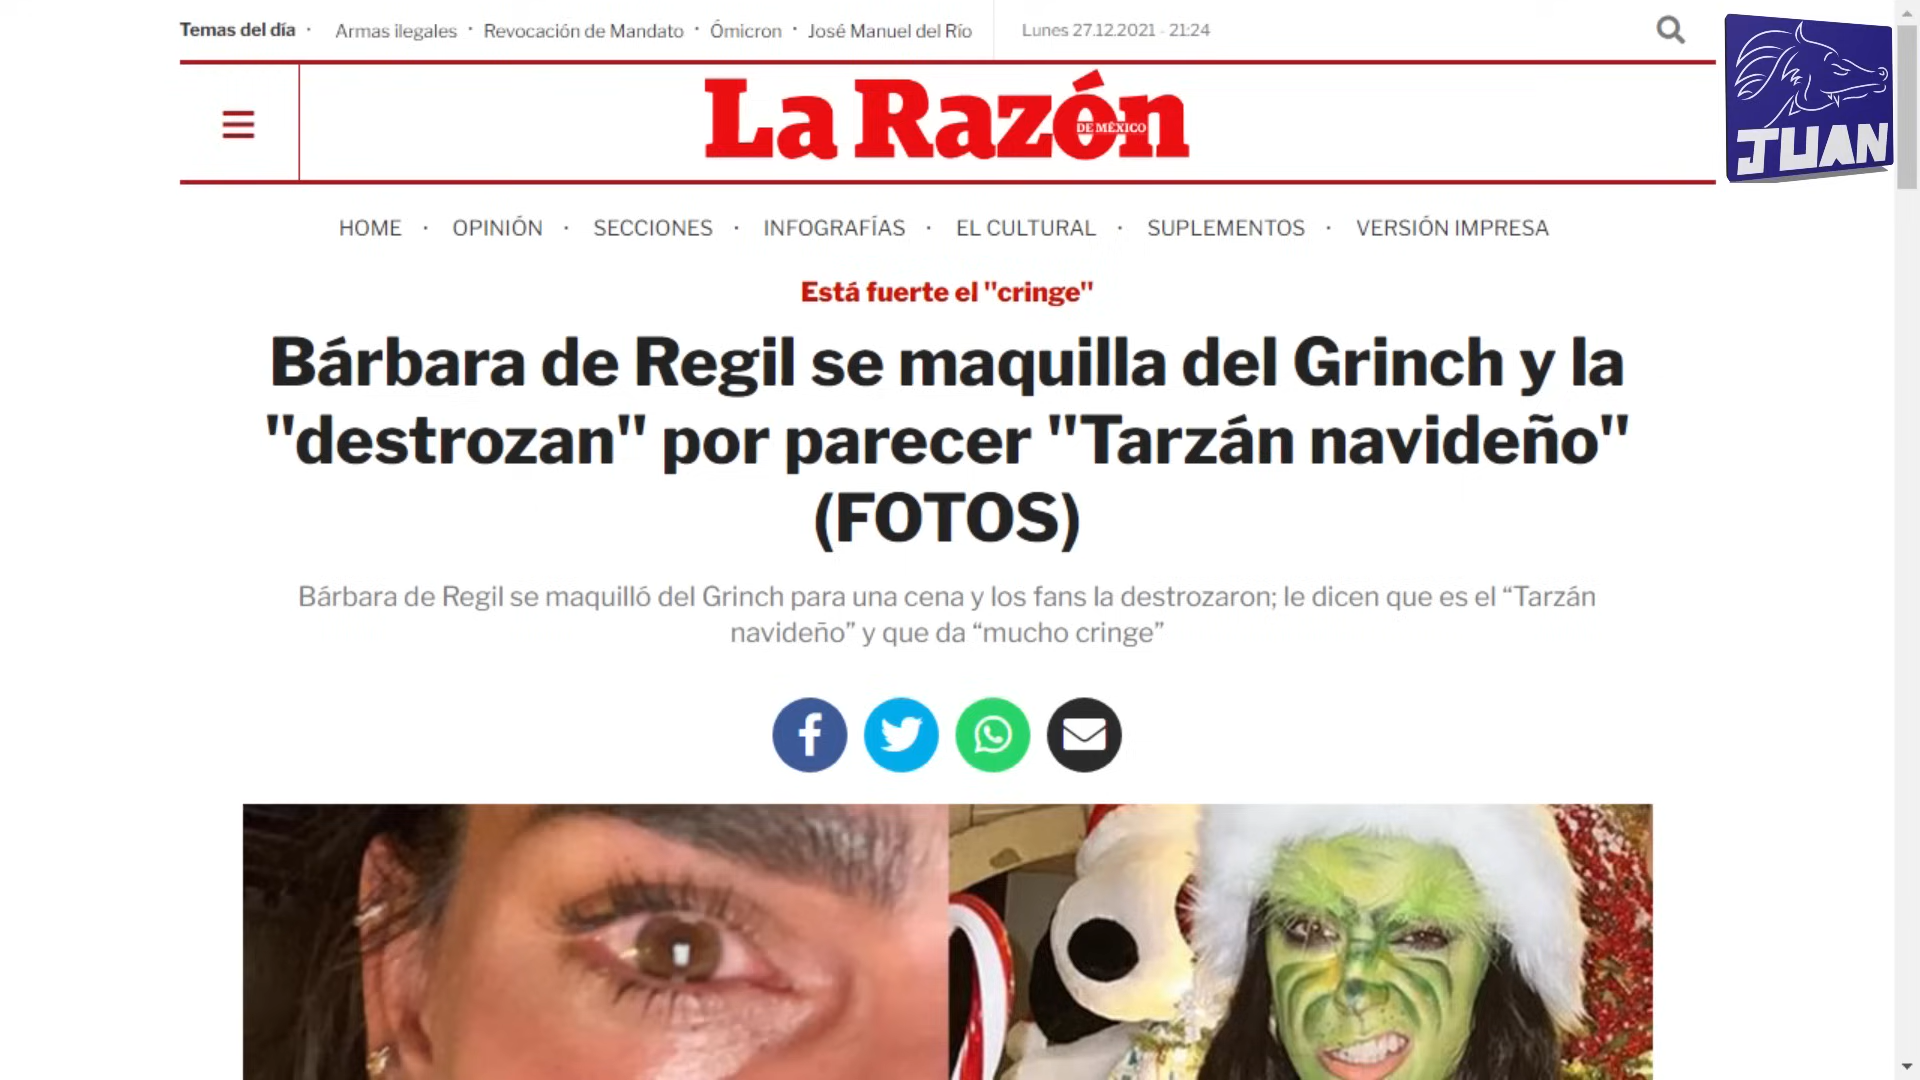 Temas del día · Armas ilegales · Revocación de Mandato · Ómicron · José Manuel del Río Lunes 27.12.2021 - 21:24
La Razón
DE MÉXICO
JUAN
HOME · OPINIÓN · SECCIONES · INFOGRAFÍAS · EL CULTURAL · SUPLEMENTOS · VERSIÓN IMPRESA
Está fuerte el "cringe"
Bárbara de Regil se maquilla del Grinch y la
"destrozan" por parecer "Tarzán navideño"
(FOTOS)
Bárbara de Regil se maquilló del Grinch para una cena y los fans la destrozaron; le dicen que es el “Tarzán
navideño” y que da “mucho cringe”